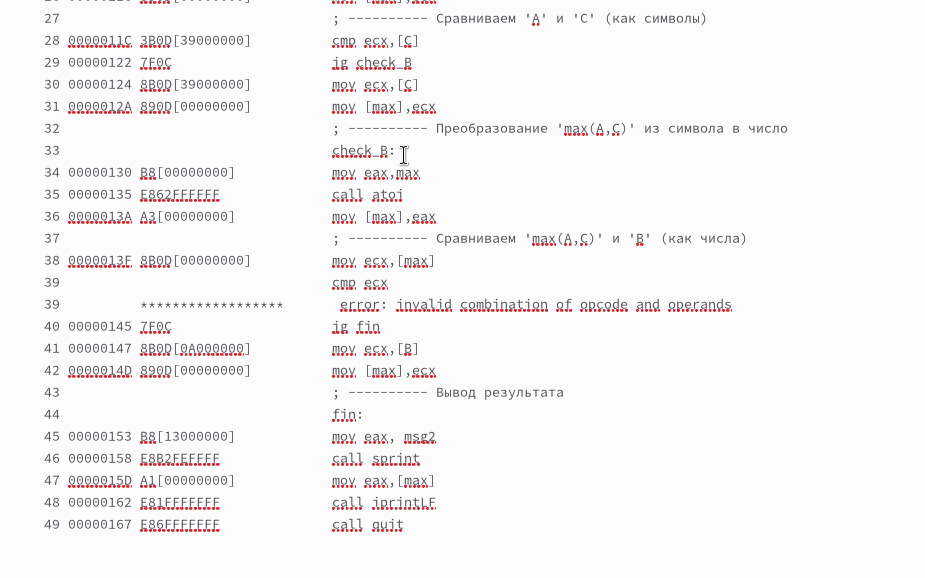 27 ; ---------- Сравниваем 'A' и 'C' (как символы)
28 0000011C 3B0D[39000000] cmp ecx,[C]
29 00000122 7F0C jg check_B
30 00000124 8B0D[39000000] mov ecx,[C]
31 0000012A 890D[00000000] mov [max],ecx
32 ; ---------- Преобразование 'max(A,C)' из символа в число
33 check_B:
34 00000130 B8[00000000] mov eax,max
35 00000135 E862FFFFFF call atoi
36 0000013A A3[00000000] mov [max],eax
37 ; ---------- Сравниваем 'max(A,C)' и 'B' (как числа)
38 0000013F 8B0D[00000000] mov ecx,[max]
39 cmp ecx
39 ****************** error: invalid combination of opcode and operands
40 00000145 7F0C jg fin
41 00000147 8B0D[0A000000] mov ecx,[B]
42 0000014D 890D[00000000] mov [max],ecx
43 ; ---------- Вывод результата
44 fin:
45 00000153 B8[13000000] mov eax, msg2
46 00000158 E8B2FEFFFF call sprint
47 0000015D A1[00000000] mov eax,[max]
48 00000162 E81FFFFFFF call iprintLF
49 00000167 E86FFFFFFF call quit